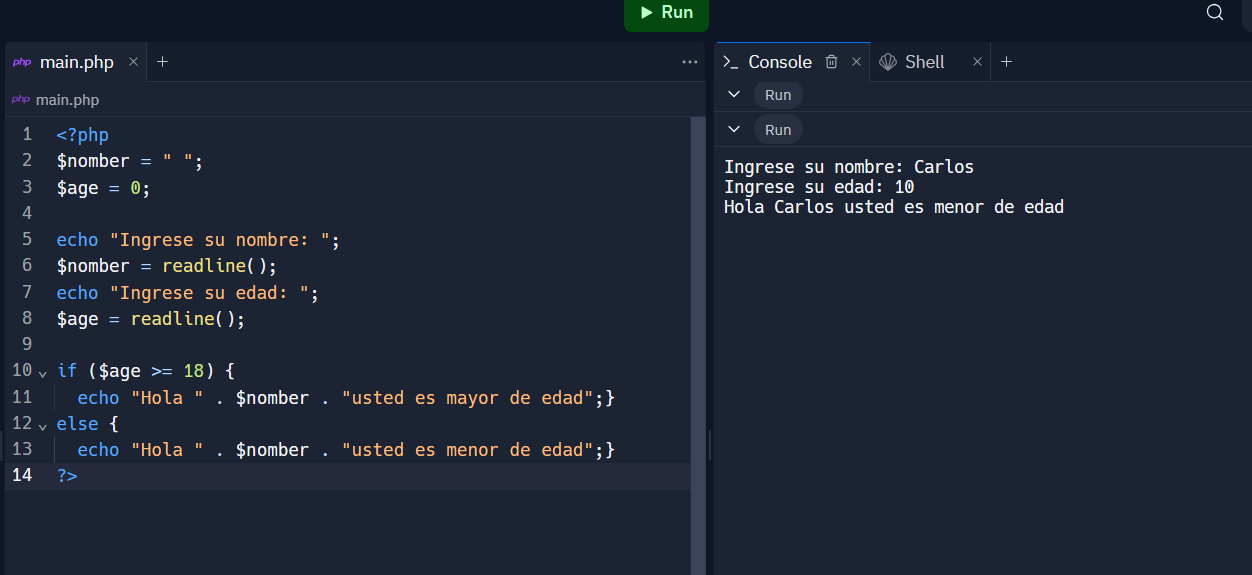 Run
php main.php × +
php main.php
1 <?php
2 $nomber = " ";
3 $age = 0;
4
5 echo "Ingrese su nombre: ";
6 $nomber = readline();
7 echo "Ingrese su edad: ";
8 $age = readline();
9
10 if ($age >= 18) {
11 echo "Hola " . $nomber . "usted es mayor de edad";}
12 else {
13 echo "Hola " . $nomber . "usted es menor de edad";}
14 ?>
>_ Console × Shell × +
Run
Run
Ingrese su nombre: Carlos
Ingrese su edad: 10
Hola Carlos usted es menor de edad